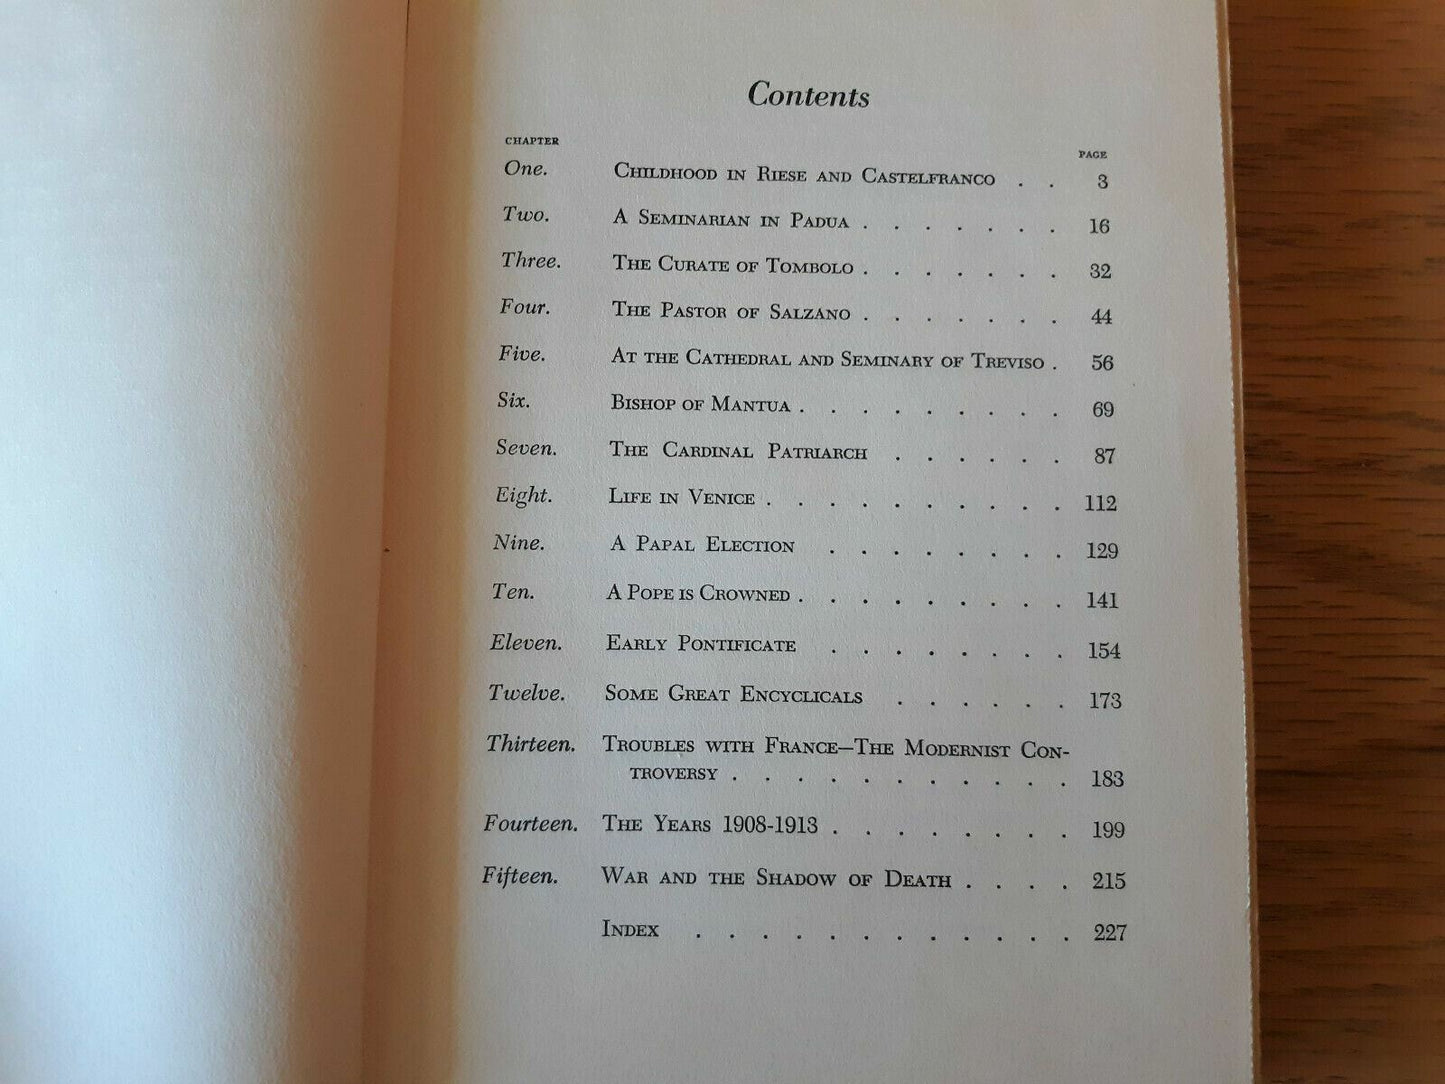 Contents
CHAPTER
PAGE
One. CHILDHOOD IN RIESE AND CASTELFRANCO . . 3
Two. A SEMINARIAN IN PADUA . . . . . . . 16
Three. THE CURATE OF TOMBOLO . . . . . . . 32
Four. THE PASTOR OF SALZANO . . . . . . . 44
Five. AT THE CATHEDRAL AND SEMINARY OF TREVISO . 56
Six. BISHOP OF MANTUA . . . . . . . . . 69
Seven. THE CARDINAL PATRIARCH . . . . . . 87
Eight. LIFE IN VENICE . . . . . . . . . . 112
Nine. A PAPAL ELECTION . . . . . . . . 129
Ten. A POPE IS CROWNED . . . . . . . . . 141
Eleven. EARLY PONTIFICATE . . . . . . . . 154
Twelve. SOME GREAT ENCYCLICALS . . . . . . 173
Thirteen. TROUBLES WITH FRANCE—THE MODERNIST CON-
TROVERSY . . . . . . . . . . . 183
Fourteen. THE YEARS 1908-1913 . . . . . . . . 199
Fifteen. WAR AND THE SHADOW OF DEATH . . . . 215
INDEX . . . . . . . . . . . . 227